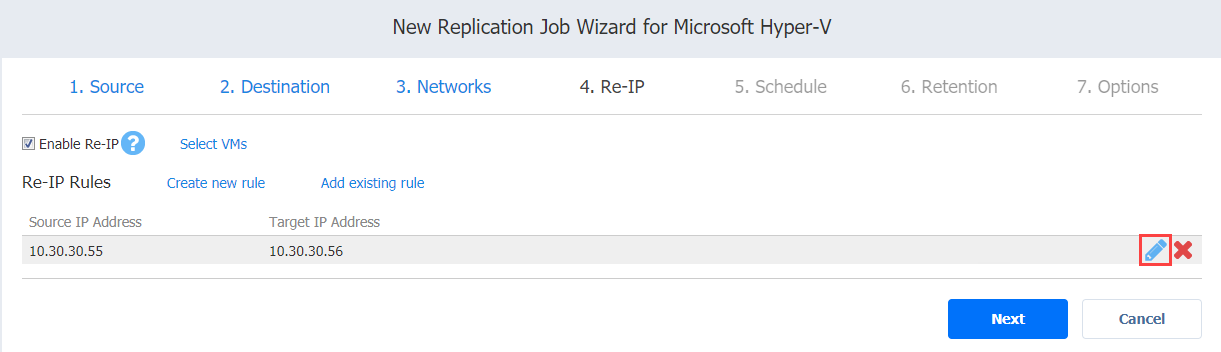 New Replication Job Wizard for Microsoft Hyper-V
1. Source 2. Destination 3. Networks 4. Re-IP 5. Schedule 6. Retention 7. Options
Enable Re-IP ? Select VMs
Re-IP Rules Create new rule Add existing rule
Source IP Address Target IP Address
10.30.30.55 10.30.30.56
Next Cancel